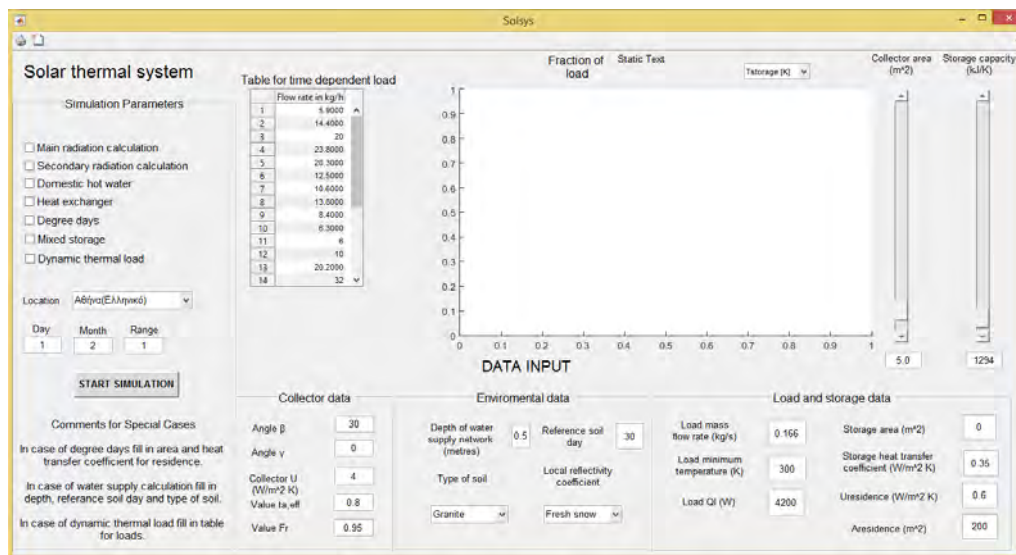 Solsys
Solar thermal system
Simulation Parameters
Main radiation calculation
Secondary radiation calculation
Domestic hot water
Heat exchanger
Degree days
Mixed storage
Dynamic thermal load
Location
Αθήνα(Ελληνικό)
Day Month Range
1 2 1
START SIMULATION
Comments for Special Cases
In case of degree days fill in area and heat
transfer coefficient for residence.
In case of water supply calculation fill in
depth, referance soil day and type of soil.
In case of dynamic thermal load fill in table
for loads.
Table for time dependent load
Flow rate in kg/h
1 5.9000
2 14.4000
3 20
4 23.8000
5 20.3000
6 12.5000
7 10.6000
8 13.8000
9 8.4000
10 6.3000
11 6
12 10
13 20.2000
14 32
Fraction of
load
Static Text
Tstorage [K]
1
0.9
0.8
0.7
0.6
0.5
0.4
0.3
0.2
0.1
0
0 0.1 0.2 0.3 0.4 0.5 0.6 0.7 0.8 0.9 1
Collector area
(m^2)
5.0
Storage capacity
(kJ/K)
1294
DATA INPUT
Collector data
Angle β 30
Angle γ 0
Collector U
(W/m^2 K)
4
Value ta,eff 0.8
Value Fr 0.95
Enviromental data
Depth of water
supply network
(metres)
0.5
Reference soil
day
30
Type of soil
Granite
Local reflectivity
coefficient
Fresh snow
Load and storage data
Load mass
flow rate (kg/s)
0.166
Load minimum
temperature (K)
300
Load Ql (W) 4200
Storage area (m^2) 0
Storage heat transfer
coefficient (W/m^2 K)
0.35
Uresidence (W/m^2 K) 0.6
Aresidence (m^2) 200